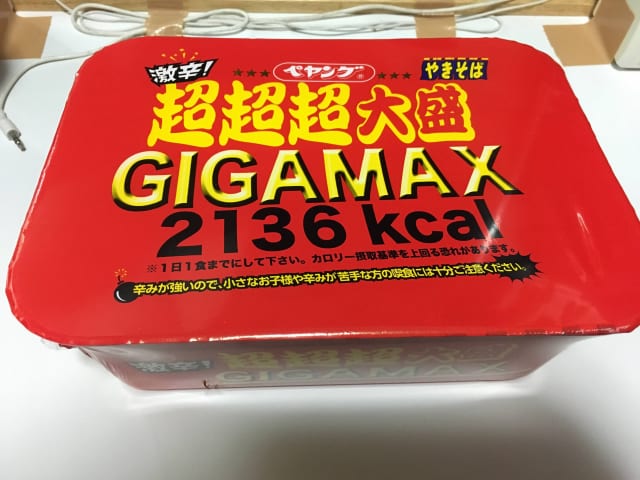 激辛!
ペヤング®
やきそば
超超超大盛
GIGAMAX
2136 kcal
※1日1食までにして下さい。カロリー摂取基準を上回る恐れがあります。
辛みが強いので、小さなお子様や辛みが苦手な方の喫食には十分ご注意ください。
激辛!
超超超大盛
GIGAMAX